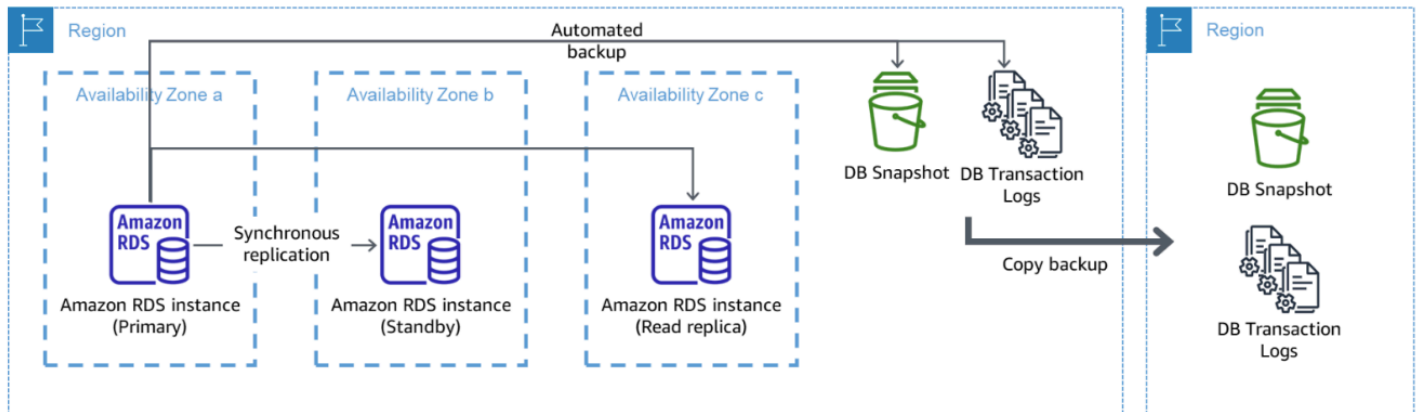 Region
Automated
backup
Availability Zone a
Availability Zone b
Availability Zone c
DB Snapshot
DB Transaction
Logs
Amazon
RDS
Synchronous
replication
Amazon
RDS
Amazon
RDS
Amazon RDS instance
(Primary)
Amazon RDS instance
(Standby)
Amazon RDS instance
(Read replica)
Copy backup
Region
DB Snapshot
DB Transaction
Logs